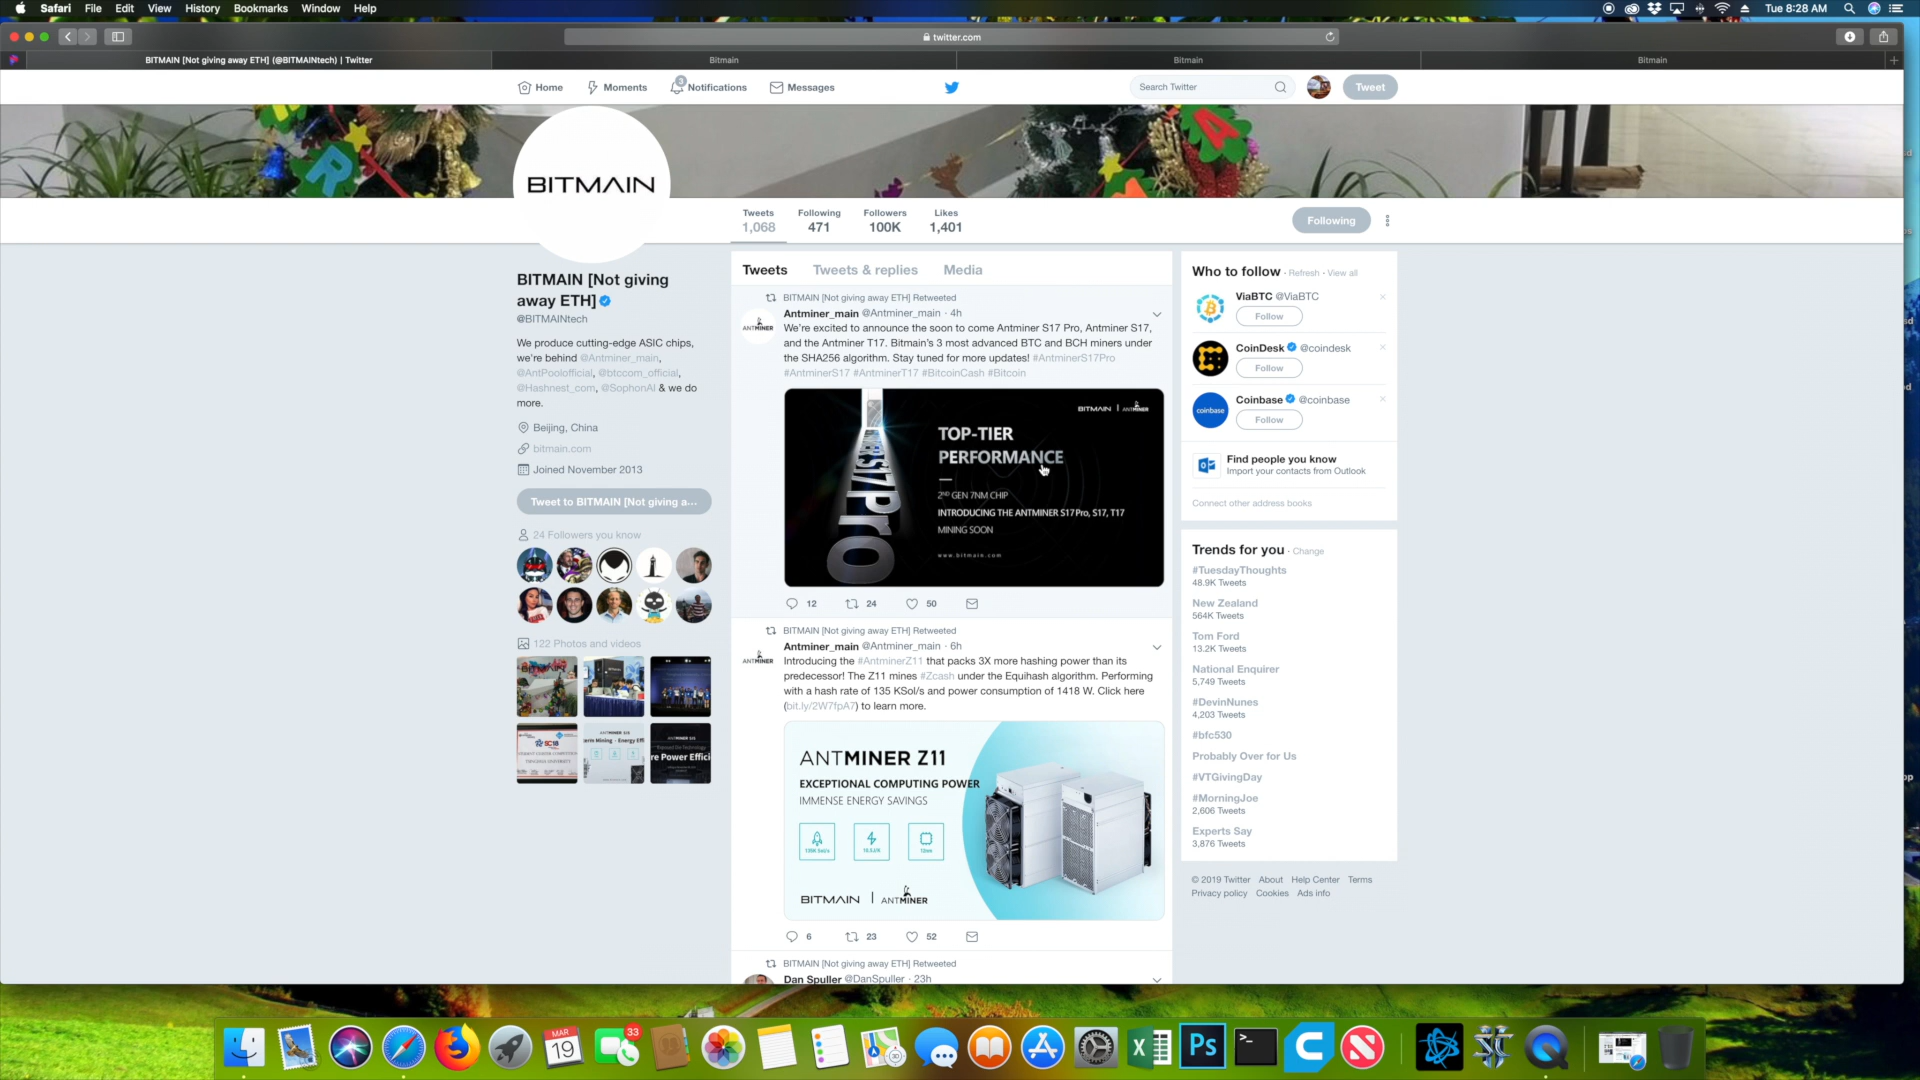 Safari File Edit View History Bookmarks Window Help
Tue 8:28 AM
twitter.com
BITMAIN [Not giving away ETH] (@BITMAINtech) | Twitter
Bitmain
Bitmain
Bitmain
Home
Moments
3
Notifications
Messages
Search Twitter
Tweet
BITMAIN
Tweets
1,068
Following
471
Followers
100K
Likes
1,401
Following
BITMAIN [Not giving
away ETH]
@BITMAINtech
We produce cutting-edge ASIC chips,
we're behind @Antminer_main,
@AntPoolofficial, @btccom_official,
@Hashnest_com, @SophonAI & we do
more.
Beijing, China
bitmain.com
Joined November 2013
Tweet to BITMAIN [Not giving a...
24 Followers you know
122 Photos and videos
Tweets
Tweets & replies
Media
BITMAIN [Not giving away ETH] Retweeted
ANTMINER
Antminer_main @Antminer_main · 4h
We're excited to announce the soon to come Antminer S17 Pro, Antminer S17,
and the Antminer T17. Bitmain's 3 most advanced BTC and BCH miners under
the SHA256 algorithm. Stay tuned for more updates! #AntminerS17Pro
#AntminerS17 #AntminerT17 #BitcoinCash #Bitcoin
BITMAIN | ANTMINER
S17Pro
TOP-TIER
PERFORMANCE
2ND GEN 7NM CHIP
INTRODUCING THE ANTMINER S17Pro, S17, T17
MINING SOON
www.bitmain.com
12
24
50
BITMAIN [Not giving away ETH] Retweeted
ANTMINER
Antminer_main @Antminer_main · 6h
Introducing the #AntminerZ11 that packs 3X more hashing power than its
predecessor! The Z11 mines #Zcash under the Equihash algorithm. Performing
with a hash rate of 135 KSol/s and power consumption of 1418 W. Click here
(bit.ly/2W7fpA7) to learn more.
ANTMINER Z11
EXCEPTIONAL COMPUTING POWER
IMMENSE ENERGY SAVINGS
BITMAIN | ANTMINER
6
23
52
BITMAIN [Not giving away ETH] Retweeted
Dan Spuller @DanSpuller · 23h
Who to follow · Refresh · View all
ViaBTC @ViaBTC
Follow
CoinDesk @coindesk
Follow
coinbase
Coinbase @coinbase
Follow
Find people you know
Import your contacts from Outlook
Connect other address books
Trends for you · Change
#TuesdayThoughts
48.9K Tweets
New Zealand
564K Tweets
Tom Ford
13.2K Tweets
National Enquirer
5,749 Tweets
#DevinNunes
4,203 Tweets
#bfc530
Probably Over for Us
#VTGivingDay
#MorningJoe
2,606 Tweets
Experts Say
3,876 Tweets
© 2019 Twitter About Help Center Terms
Privacy policy Cookies Ads info
MAR
19
33
Ps